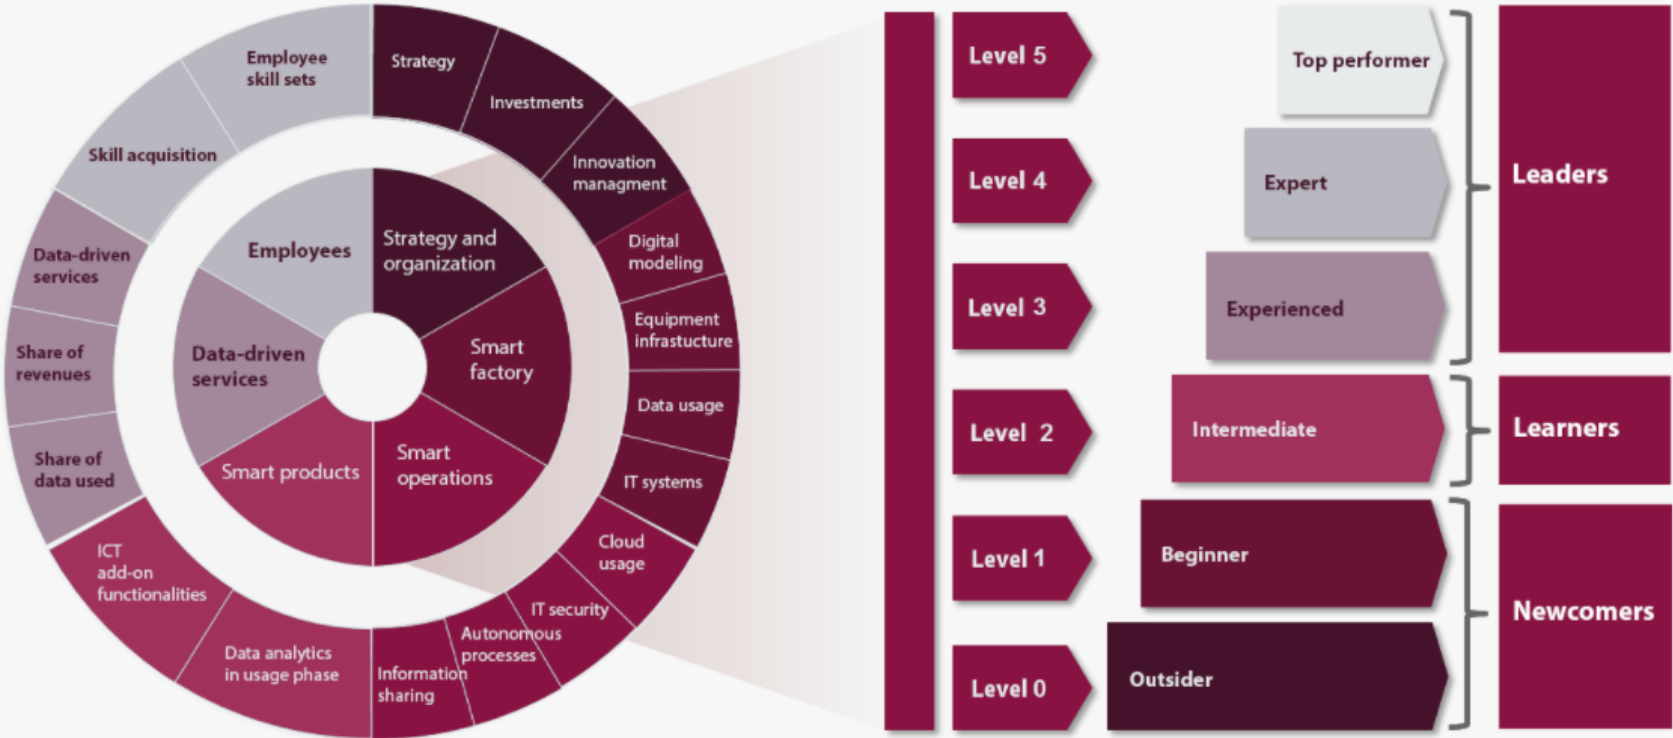 Employee
skill sets
Strategy
Investments
Innovation
managment
Digital
modeling
Equipment
infrastucture
Data usage
IT systems
Cloud
usage
IT security
Autonomous
processes
Information
sharing
Data analytics
in usage phase
ICT
add-on
functionalities
Share of
data used
Share of
revenues
Data-driven
services
Skill acquisition
Employees
Strategy and
organization
Smart
factory
Smart
operations
Smart products
Data-driven
services
Level 5
Top performer
Level 4
Expert
Level 3
Experienced
Leaders
Level 2
Intermediate
Learners
Level 1
Beginner
Level 0
Outsider
Newcomers